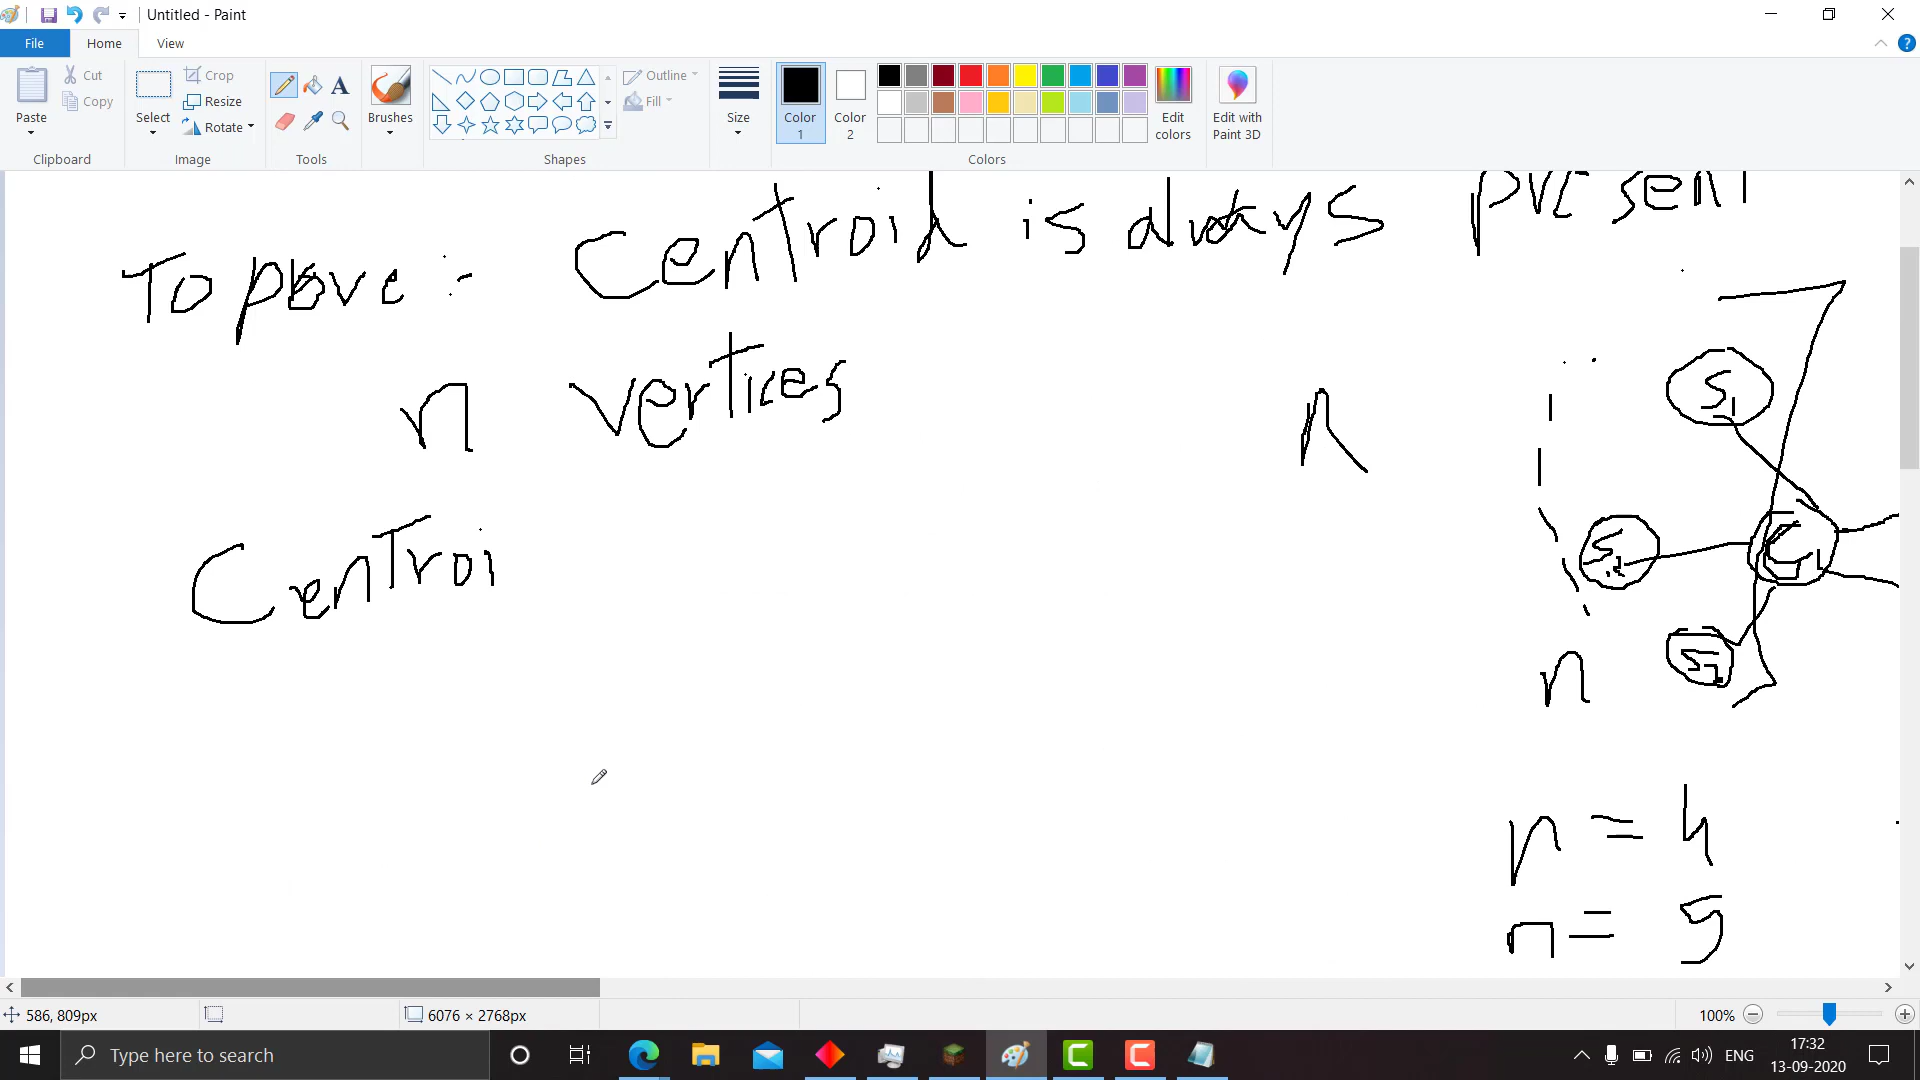 Untitled - Paint
File Home View
Cut
Copy
Paste
Clipboard
Select
Crop
Resize
Rotate
Image
Tools
Brushes
Shapes
Outline
Fill
Size
Color 1
Color 2
Colors
Edit colors
Edit with Paint 3D
Centroid is always present
To prove :-
n vertices
n
S1
S2
C1
Centroi
n
n = 4
n = 5
586, 809px
6076 × 2768px
100%
Type here to search
ENG
17:32
13-09-2020